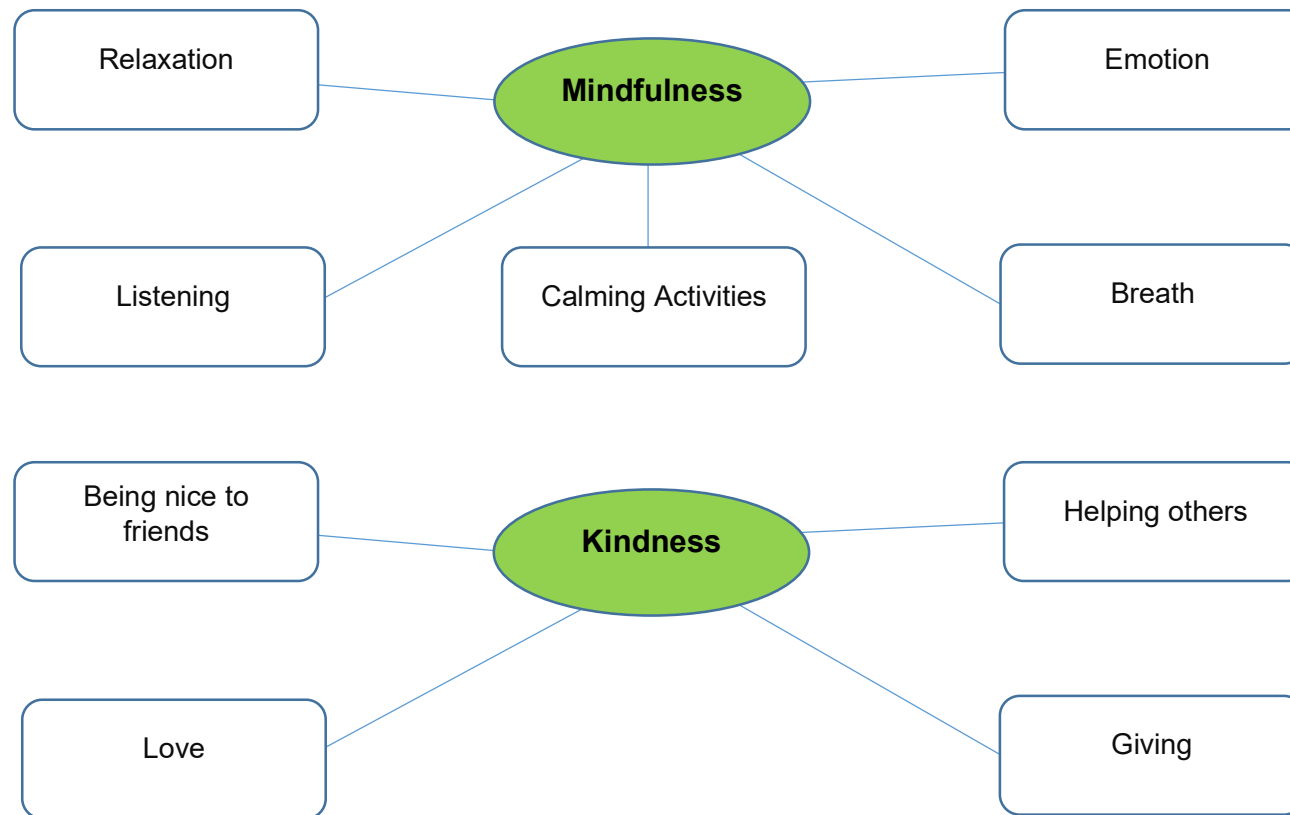 Relaxation
Mindfulness
Emotion
Listening
Calming Activities
Breath
Being nice to
friends
Kindness
Helping others
Love
Giving